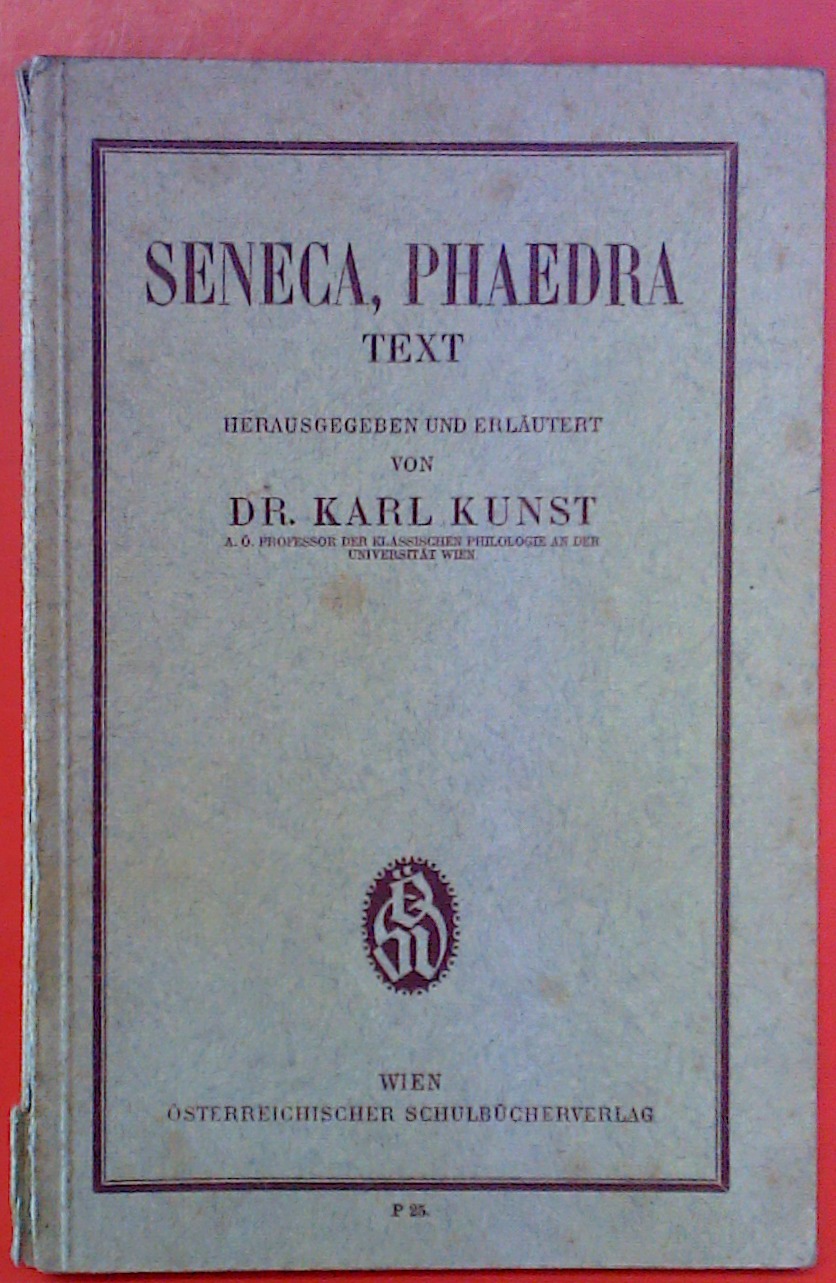 SENECA, PHAEDRA
TEXT
HERAUSGEGEBEN UND ERLÄUTERT
VON
DR. KARL KUNST
A. Ö. PROFESSOR DER KLASSISCHEN PHILOLOGIE AN DER
UNIVERSITÄT WIEN
WIEN
ÖSTERREICHISCHER SCHULBÜCHERVERLAG
P 25.